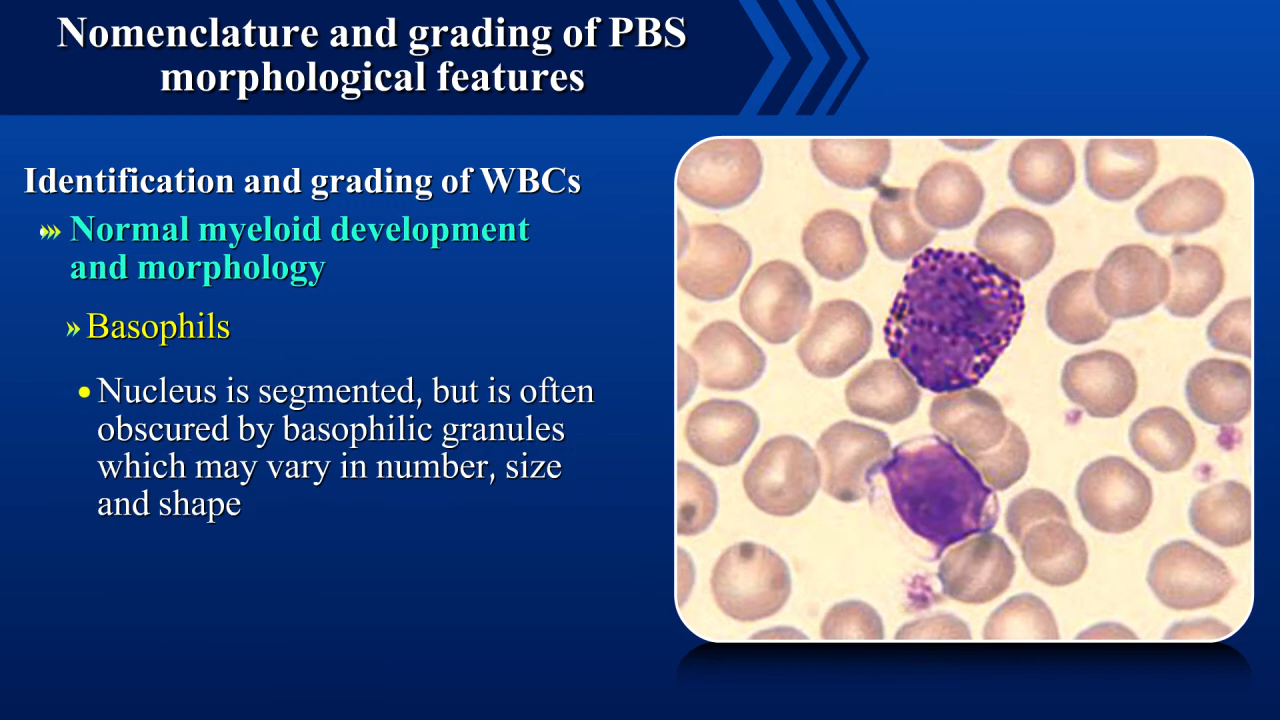 Nomenclature and grading of PBS
morphological features
Identification and grading of WBCs
Normal myeloid development
and morphology
Basophils
Nucleus is segmented, but is often
obscured by basophilic granules
which may vary in number, size
and shape